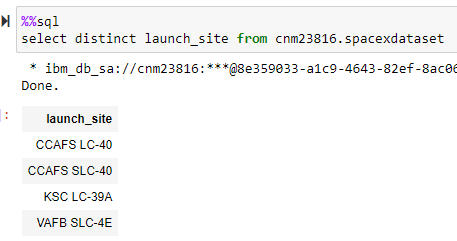 %%sql
select distinct launch_site from cnm23816.spacexdataset
* ibm_db_sa://cnm23816:***@8e359033-a1c9-4643-82ef-8ac06
Done.
:
launch_site
CCAFS LC-40
CCAFS SLC-40
KSC LC-39A
VAFB SLC-4E